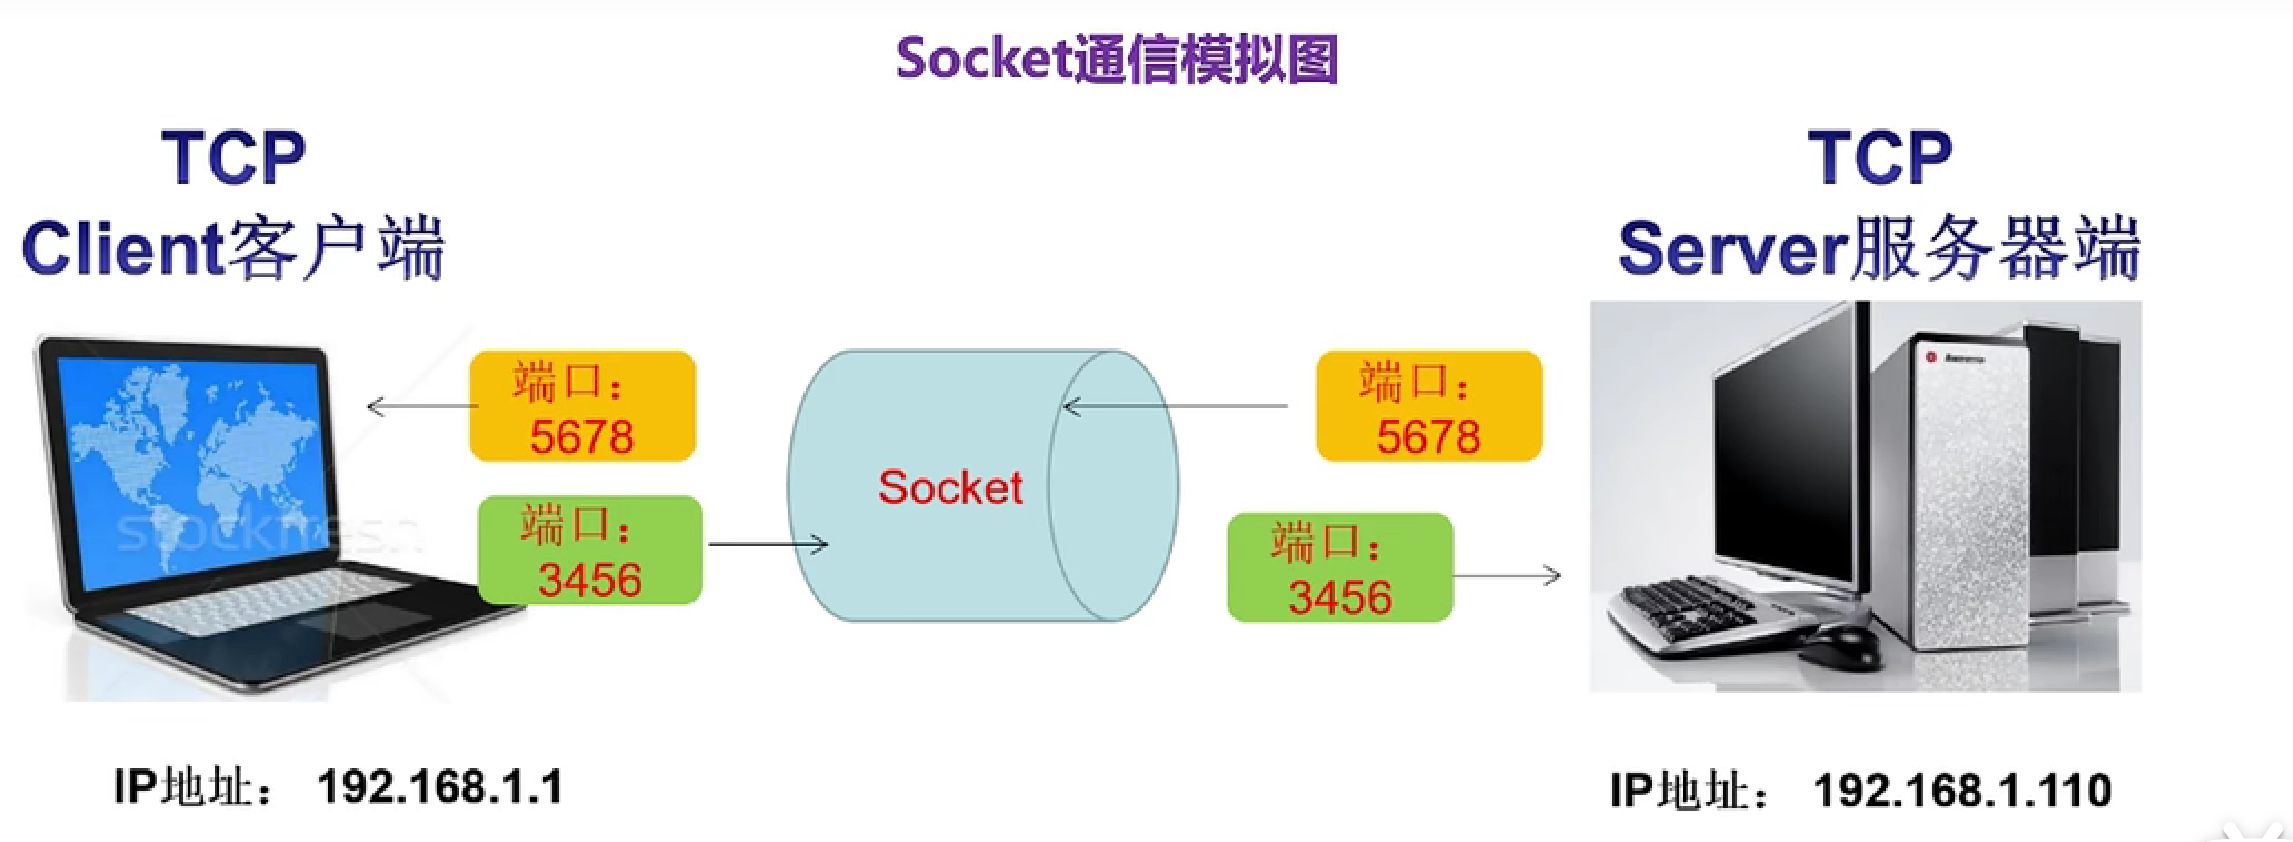 Socket通信模拟图
TCP
Client客户端
TCP
Server服务器端
端口：
5678
端口：
3456
Socket
端口：
5678
端口：
3456
IP地址： 192.168.1.1
IP地址： 192.168.1.110